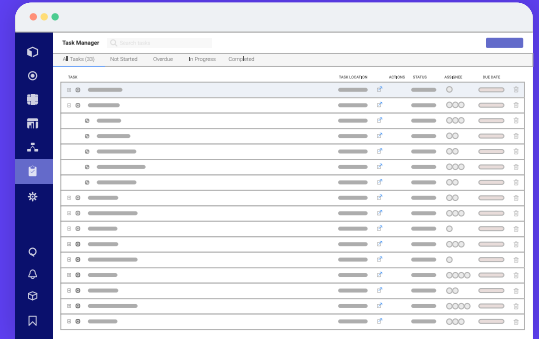 Task Manager
Search tasks
All Tasks (33)
Not Started
Overdue
In Progress
Completed
TASK
TASK LOCATION
ACTIONS
STATUS
ASSIGNEE
DUE DATE